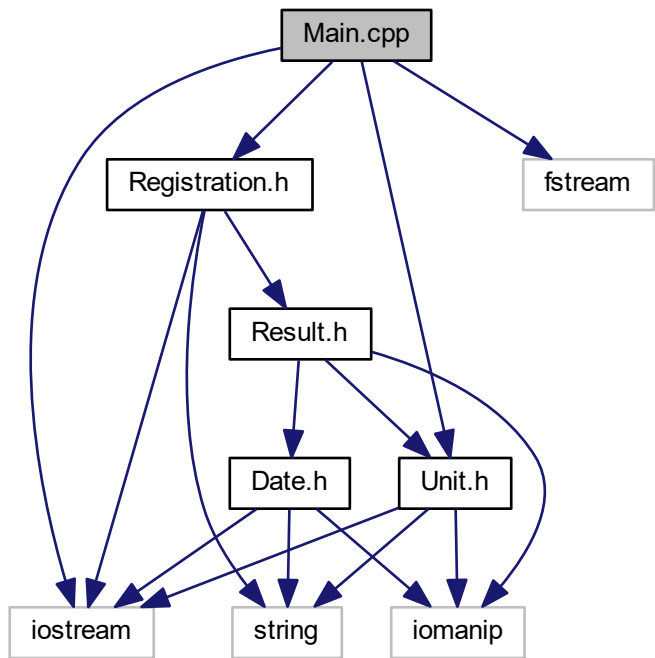 Main.cpp
Registration.h
fstream
Result.h
Date.h
Unit.h
iostream
string
iomanip